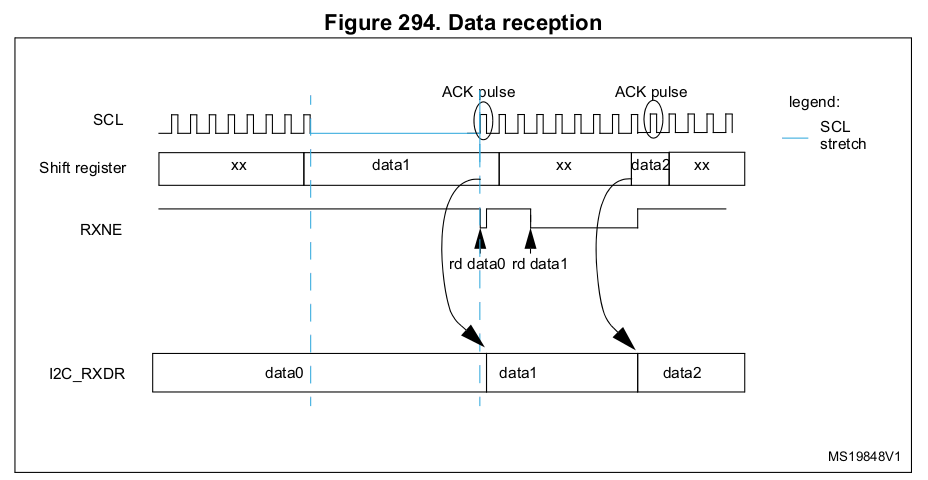 Figure 294. Data reception
ACK pulse
ACK pulse
legend:
SCL
SCL
stretch
Shift register
xx
data1
xx
data2
xx
RXNE
rd data0
rd data1
I2C_RXDR
data0
data1
data2
MS19848V1